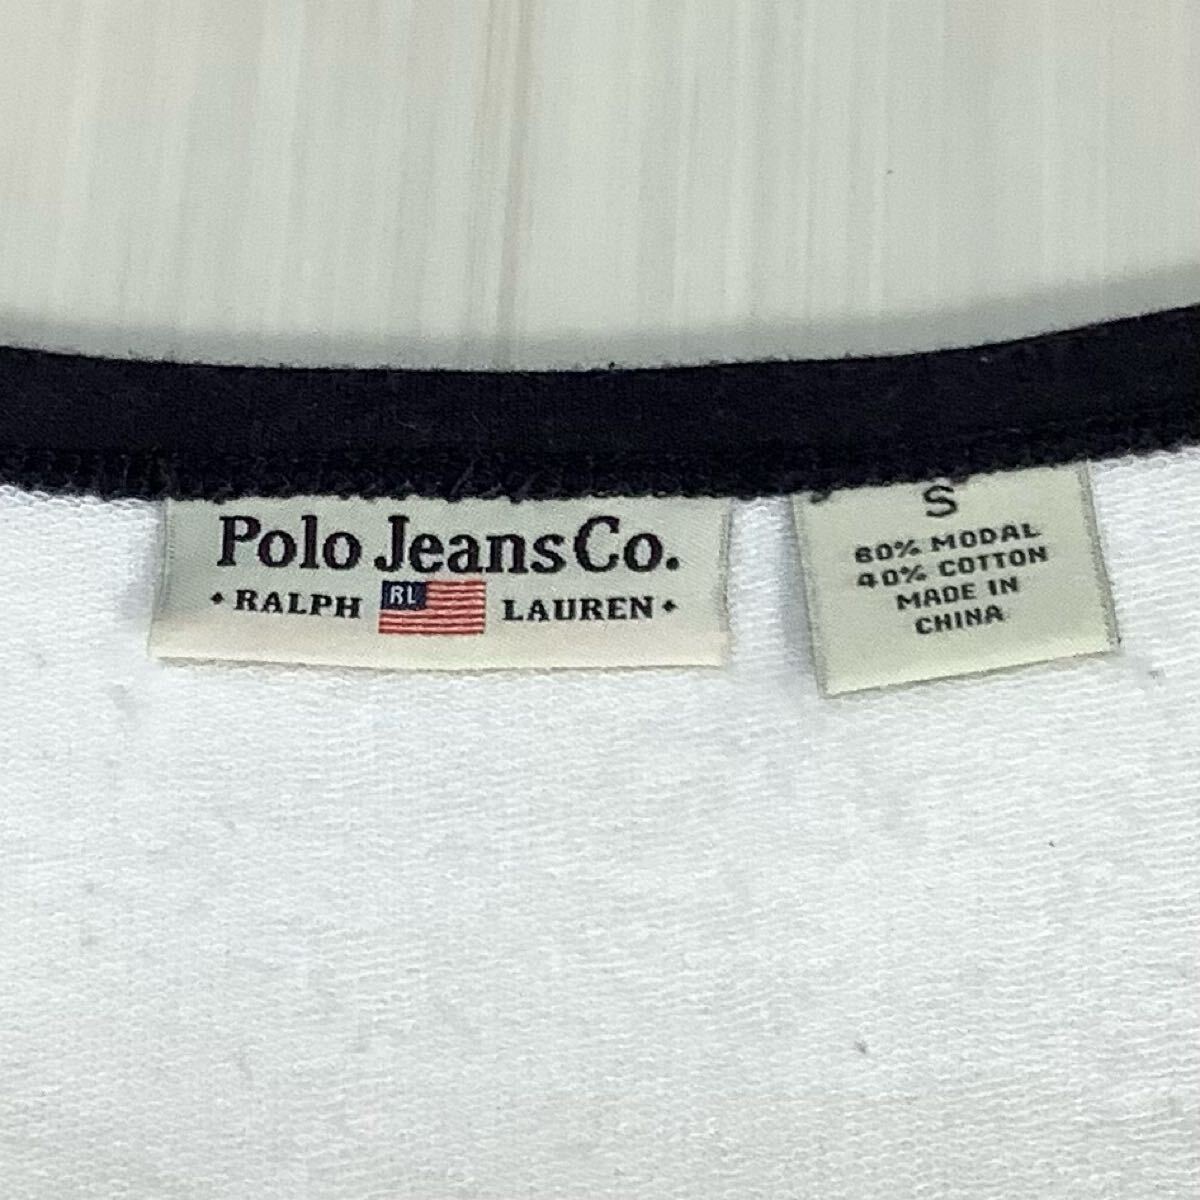 Polo Jeans Co.
RALPH RL LAUREN
S
60% MODAL
40% COTTON
MADE IN
CHINA